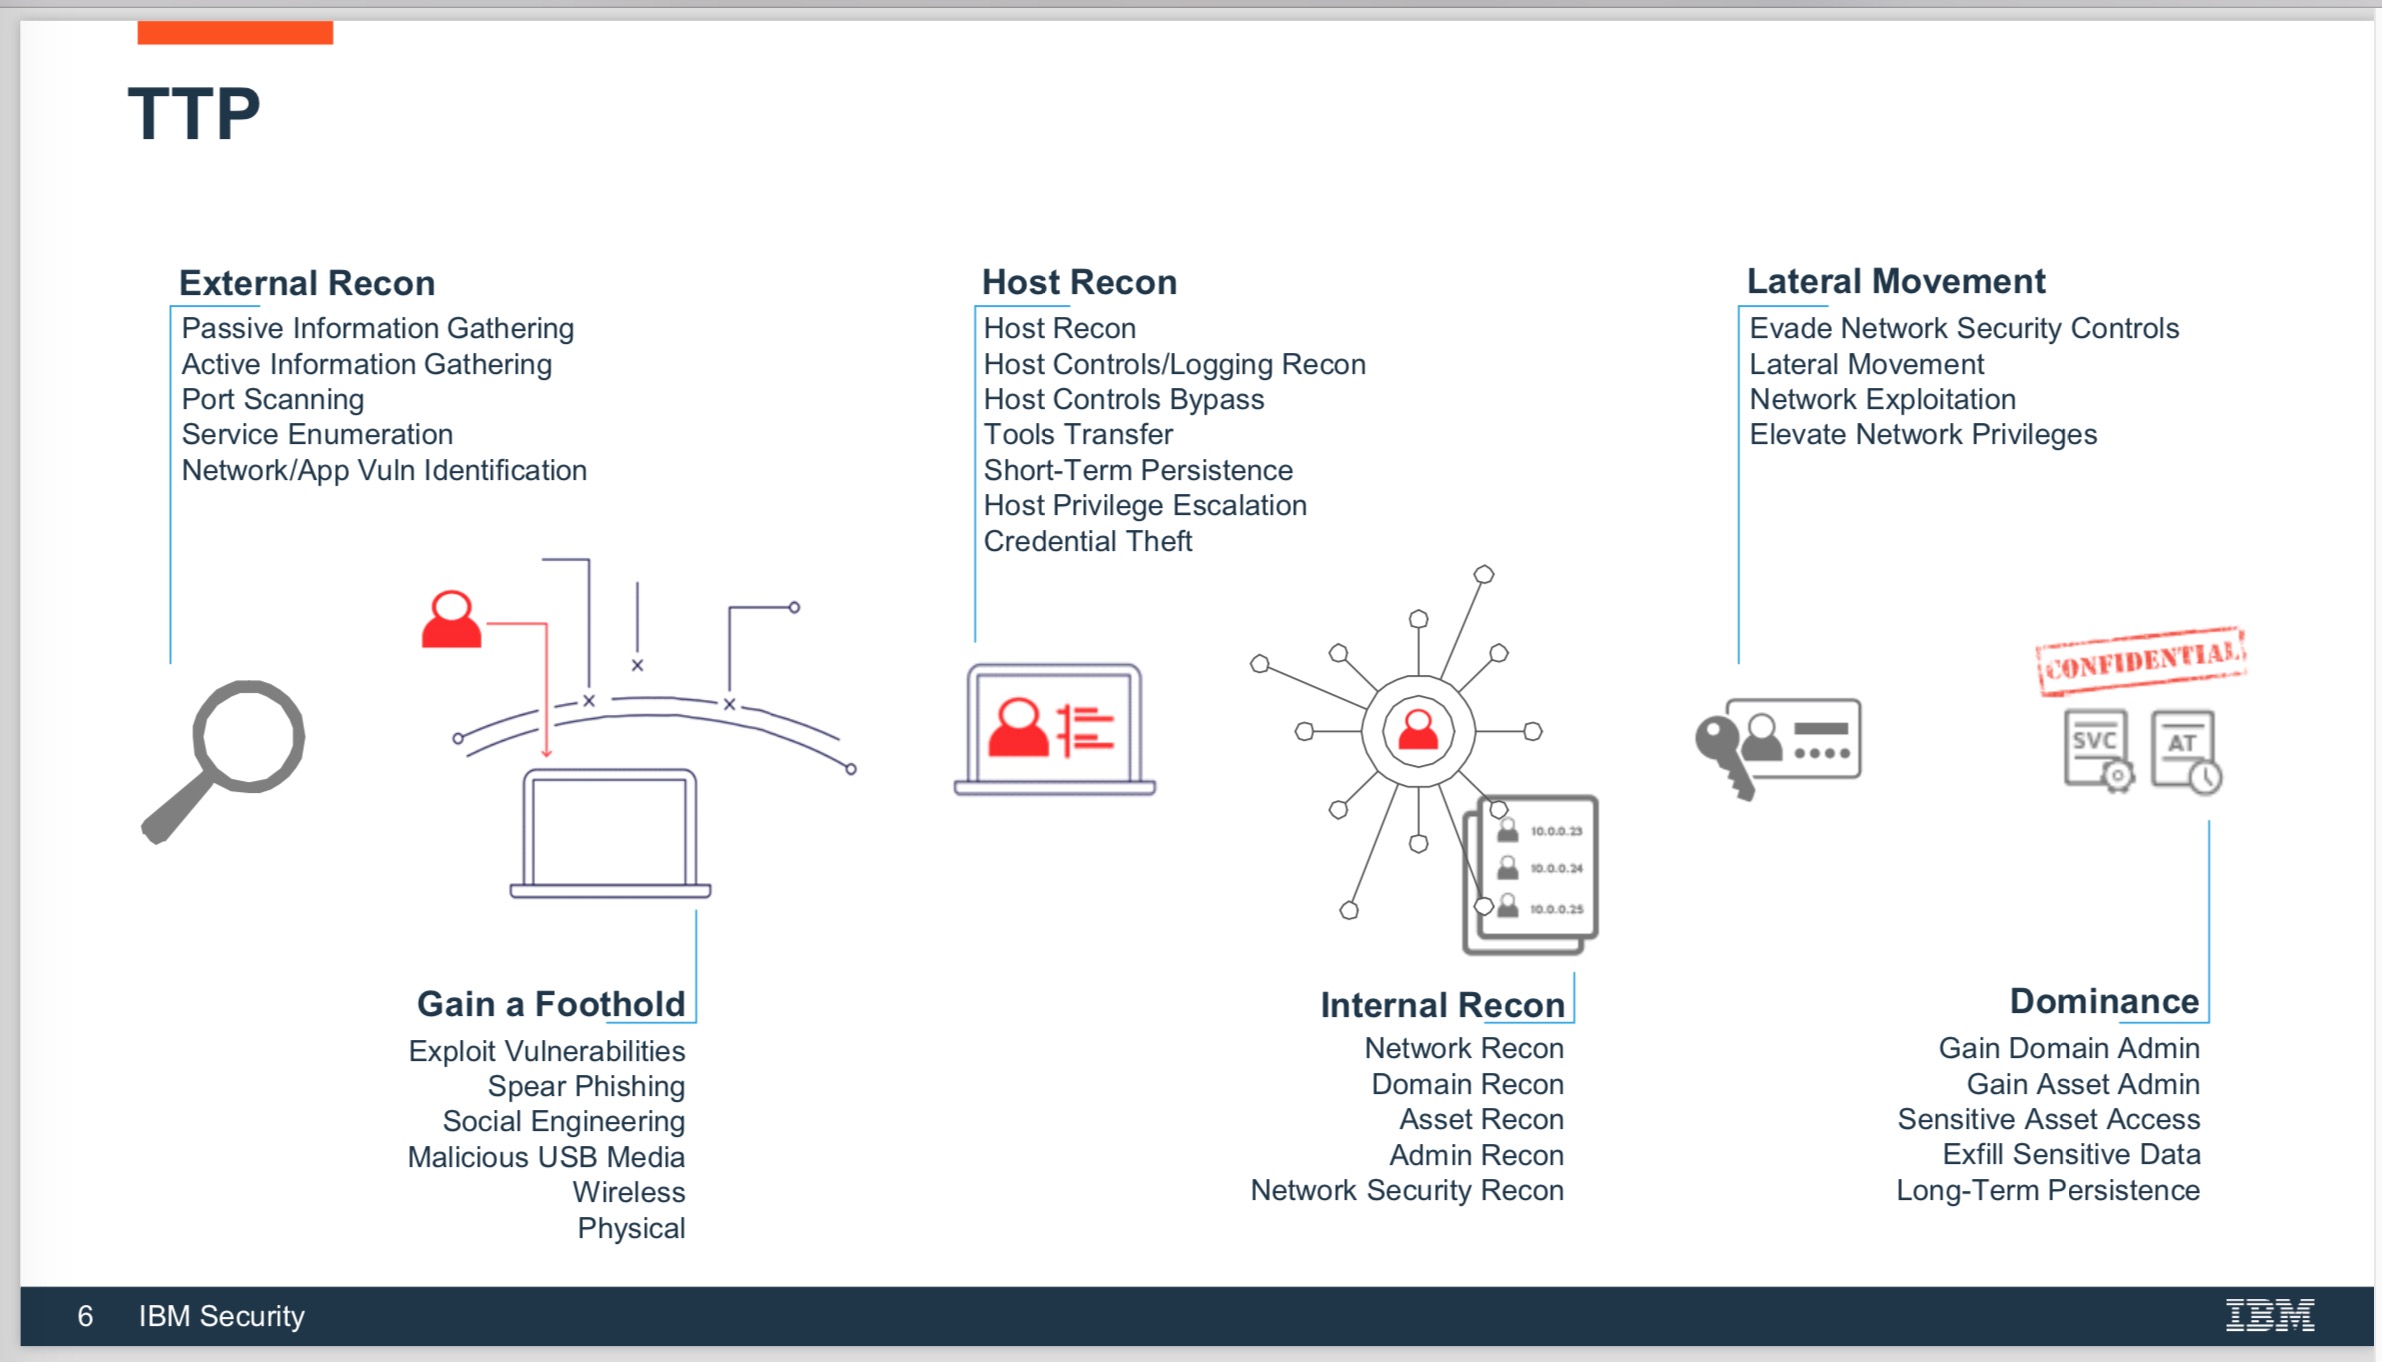 TTP
External Recon
Passive Information Gathering
Active Information Gathering
Port Scanning
Service Enumeration
Network/App Vuln Identification
Host Recon
Host Recon
Host Controls/Logging Recon
Host Controls Bypass
Tools Transfer
Short-Term Persistence
Host Privilege Escalation
Credential Theft
Lateral Movement
Evade Network Security Controls
Lateral Movement
Network Exploitation
Elevate Network Privileges
CONFIDENTIAL
SVC
AT
10.0.0.23
10.0.0.24
10.0.0.25
Gain a Foothold
Exploit Vulnerabilities
Spear Phishing
Social Engineering
Malicious USB Media
Wireless
Physical
Internal Recon
Network Recon
Domain Recon
Asset Recon
Admin Recon
Network Security Recon
Dominance
Gain Domain Admin
Gain Asset Admin
Sensitive Asset Access
Exfill Sensitive Data
Long-Term Persistence
6 IBM Security
IBM